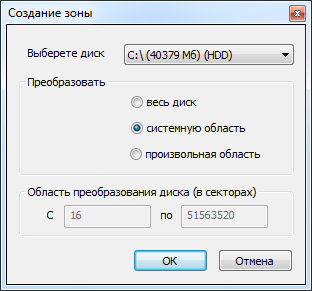 Создание зоны
Выберете диск C:\ (40379 Мб) (HDD)
Преобразовать
весь диск
системную область
произвольная область
Область преобразования диска (в секторах)
С 16 по 51563520
ОК Отмена